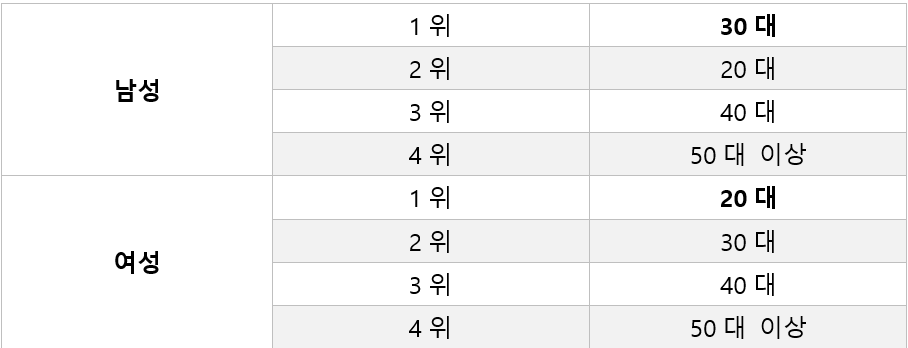 남성
1 위 30 대
2 위 20 대
3 위 40 대
4 위 50 대 이상
여성
1 위 20 대
2 위 30 대
3 위 40 대
4 위 50 대 이상